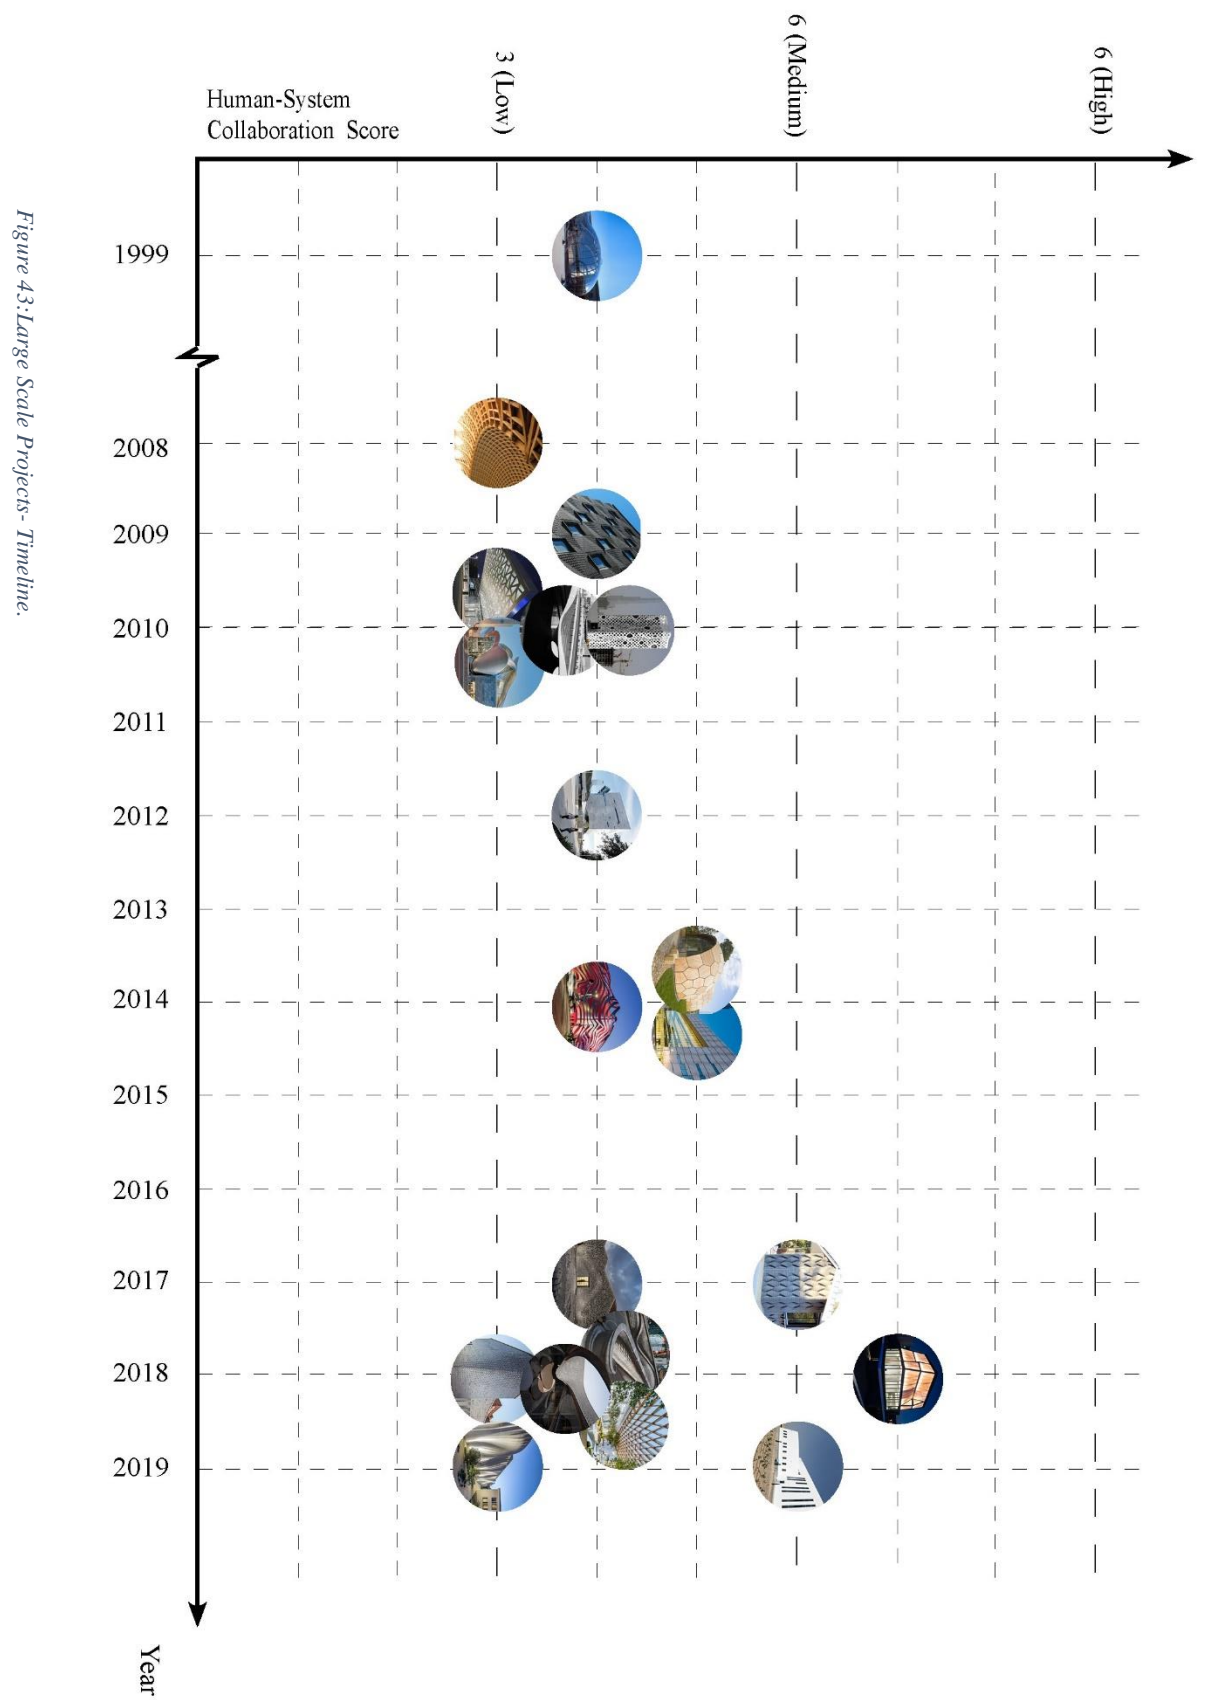 6 (High)
6 (Medium)
3 (Low)
Human-System
Collaboration Score
1999
2008
2009
2010
2011
2012
2013
2014
2015
2016
2017
2018
2019
Year
Figure 43:Large Scale Projects- Timeline.